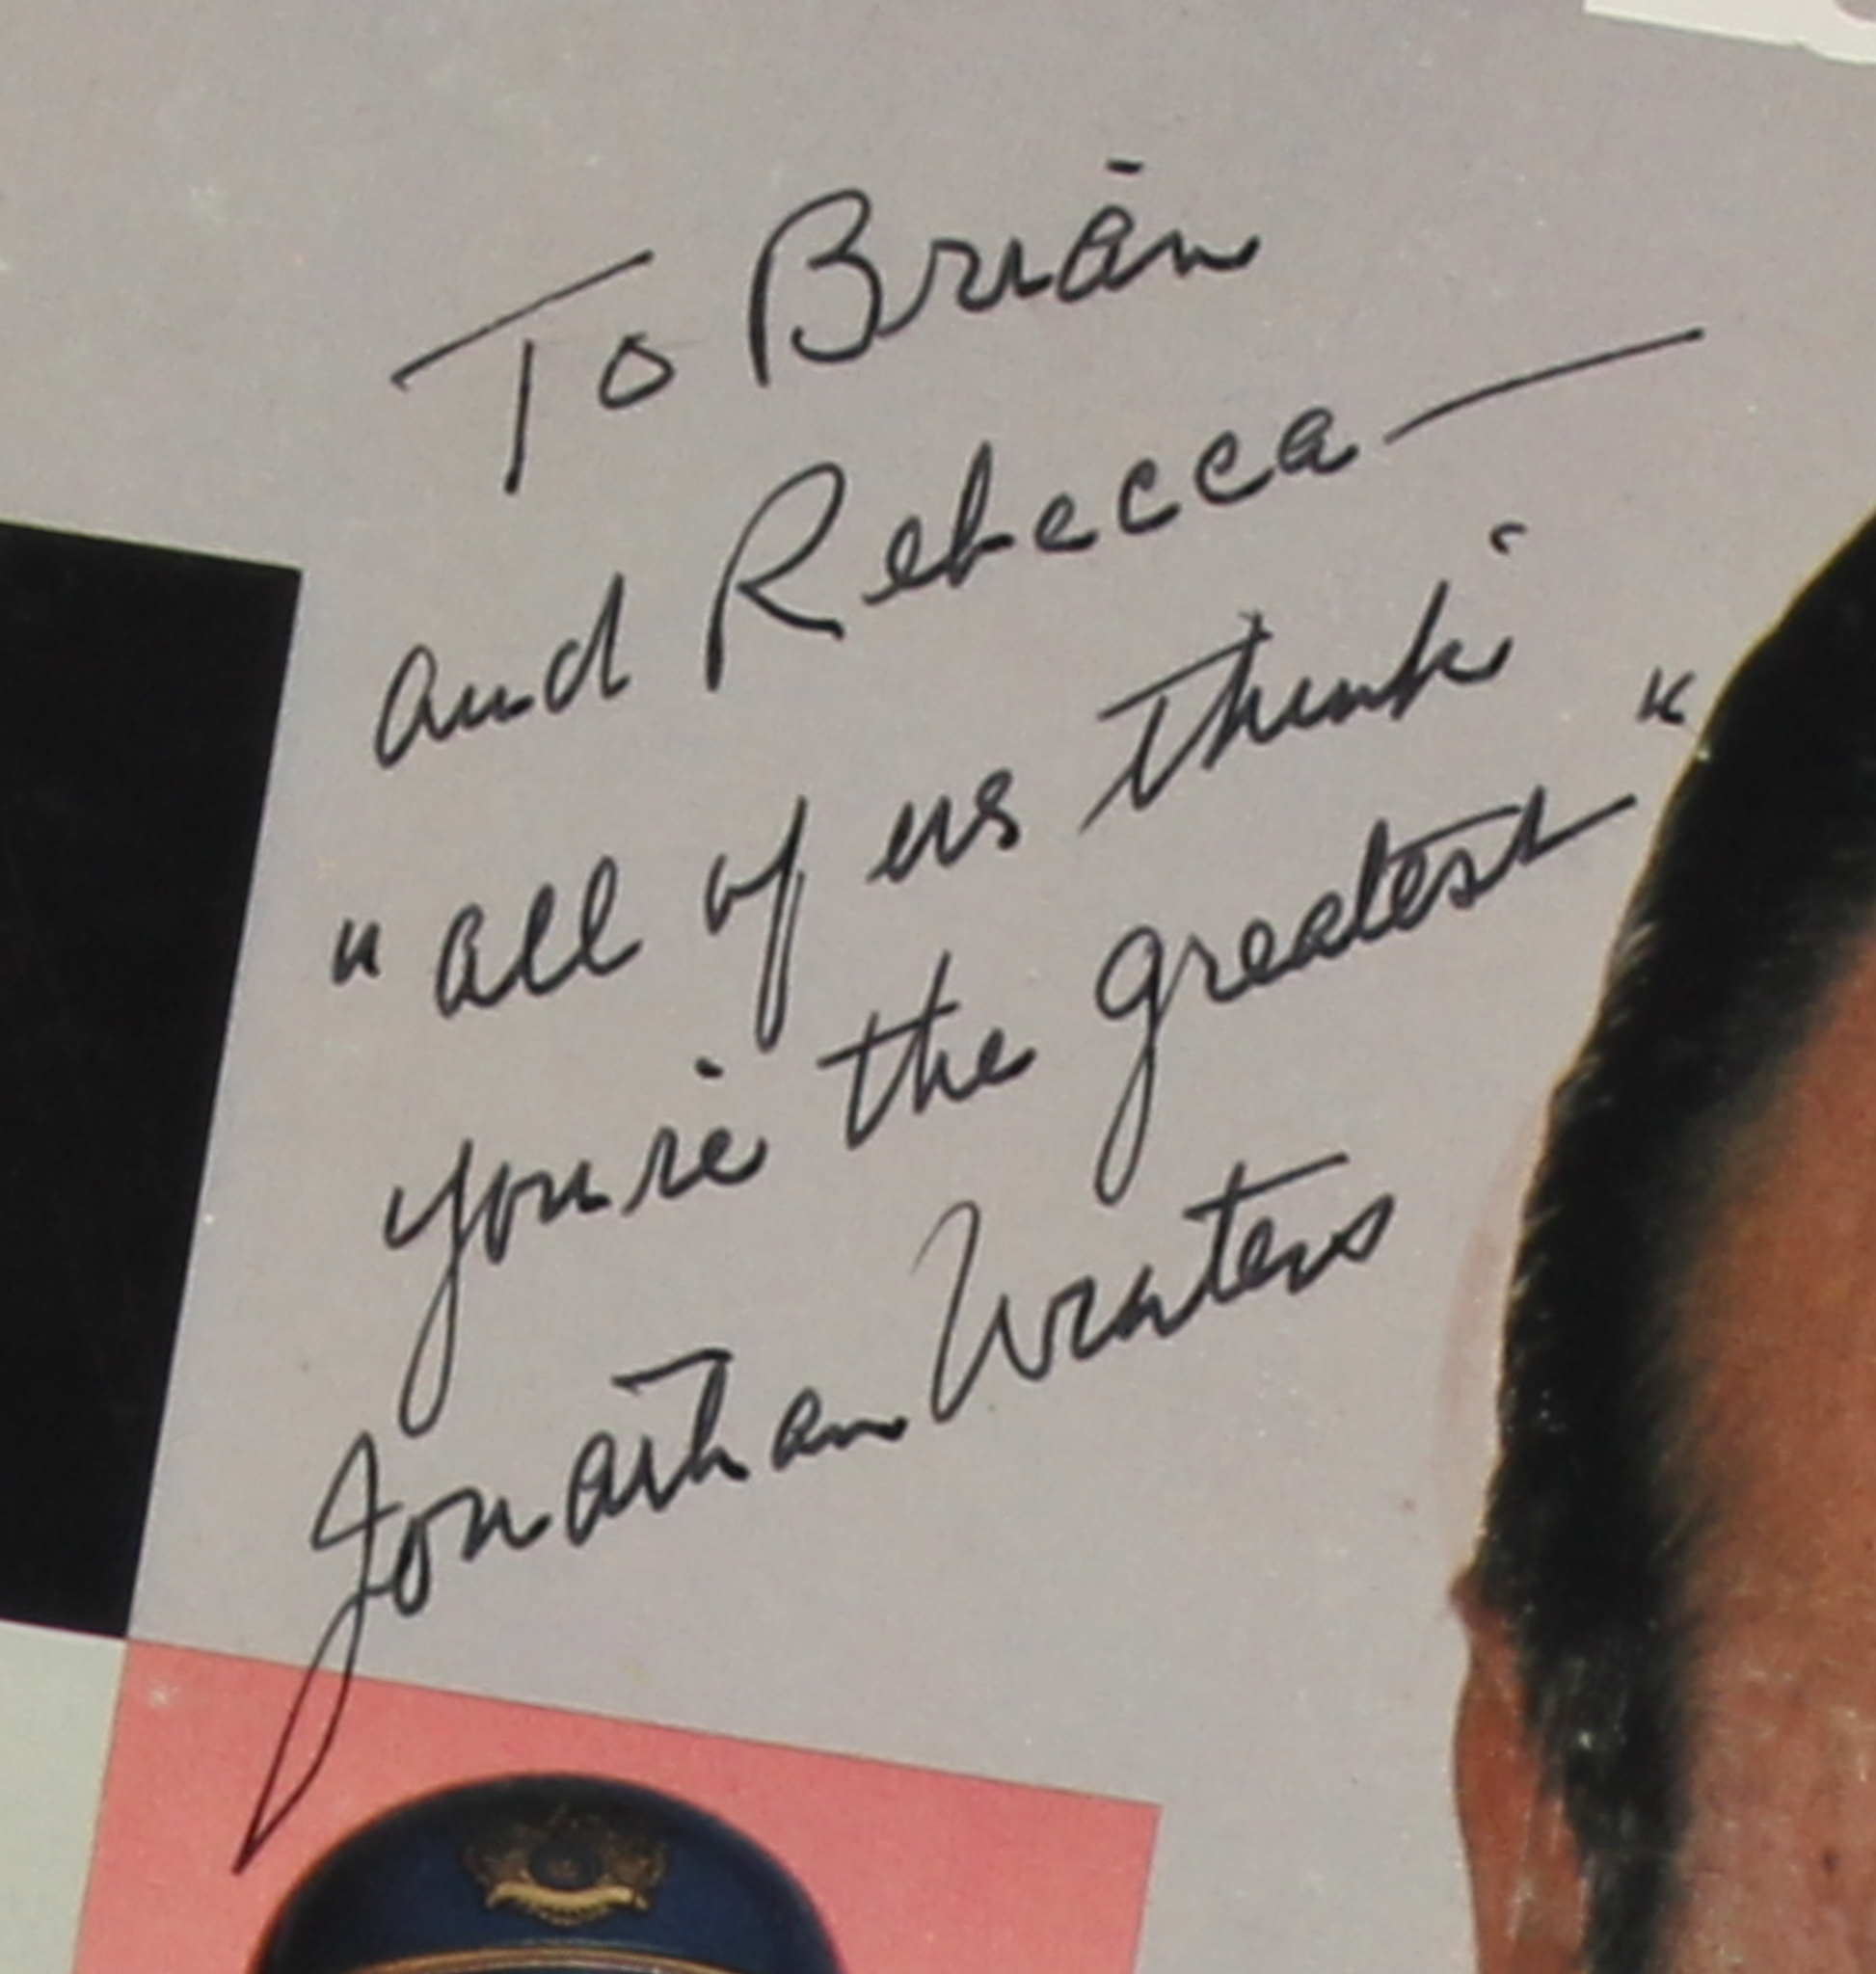 To Brian
and Rebecca—
"all of us think
you're the greatest"
Jonathan Winters